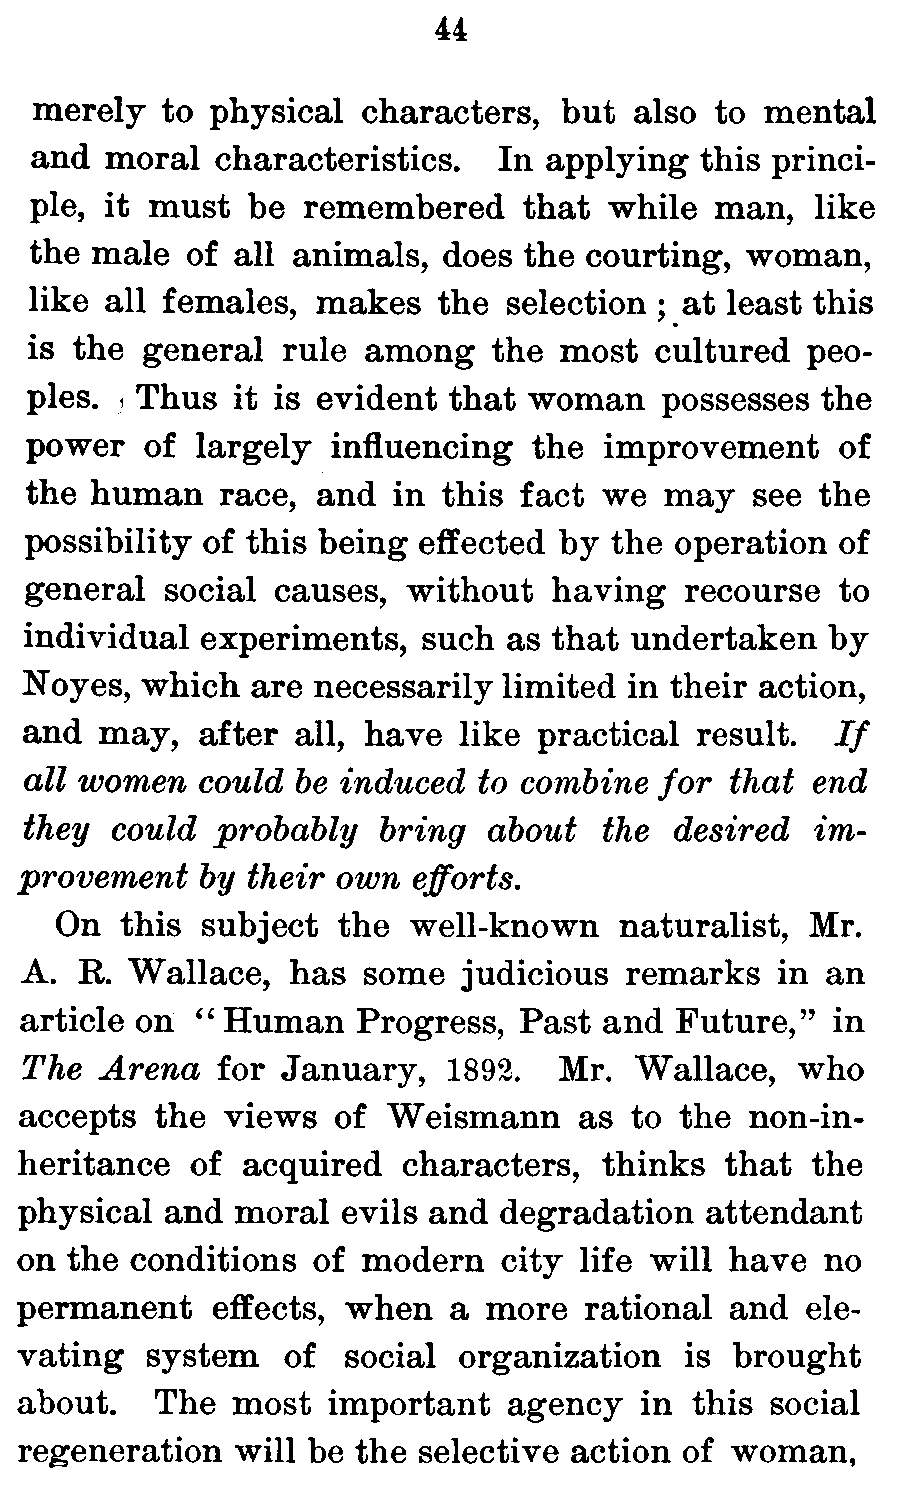 44
merely to physical characters, but also to mental
and moral characteristics. In applying this princi-
ple, it must be remembered that while man, like
the male of all animals, does the courting, woman,
like all females, makes the selection ; at least this
is the general rule among the most cultured peo-
ples. Thus it is evident that woman possesses the
power of largely influencing the improvement of
the human race, and in this fact we may see the
possibility of this being effected by the operation of
general social causes, without having recourse to
individual experiments, such as that undertaken by
Noyes, which are necessarily limited in their action,
and may, after all, have like practical result. If
all women could be induced to combine for that end
they could probably bring about the desired im-
provement by their own efforts.
On this subject the well-known naturalist, Mr.
A. R. Wallace, has some judicious remarks in an
article on “Human Progress, Past and Future,” in
The Arena for January, 1892. Mr. Wallace, who
accepts the views of Weismann as to the non-in-
heritance of acquired characters, thinks that the
physical and moral evils and degradation attendant
on the conditions of modern city life will have no
permanent effects, when a more rational and ele-
vating system of social organization is brought
about. The most important agency in this social
regeneration will be the selective action of woman,